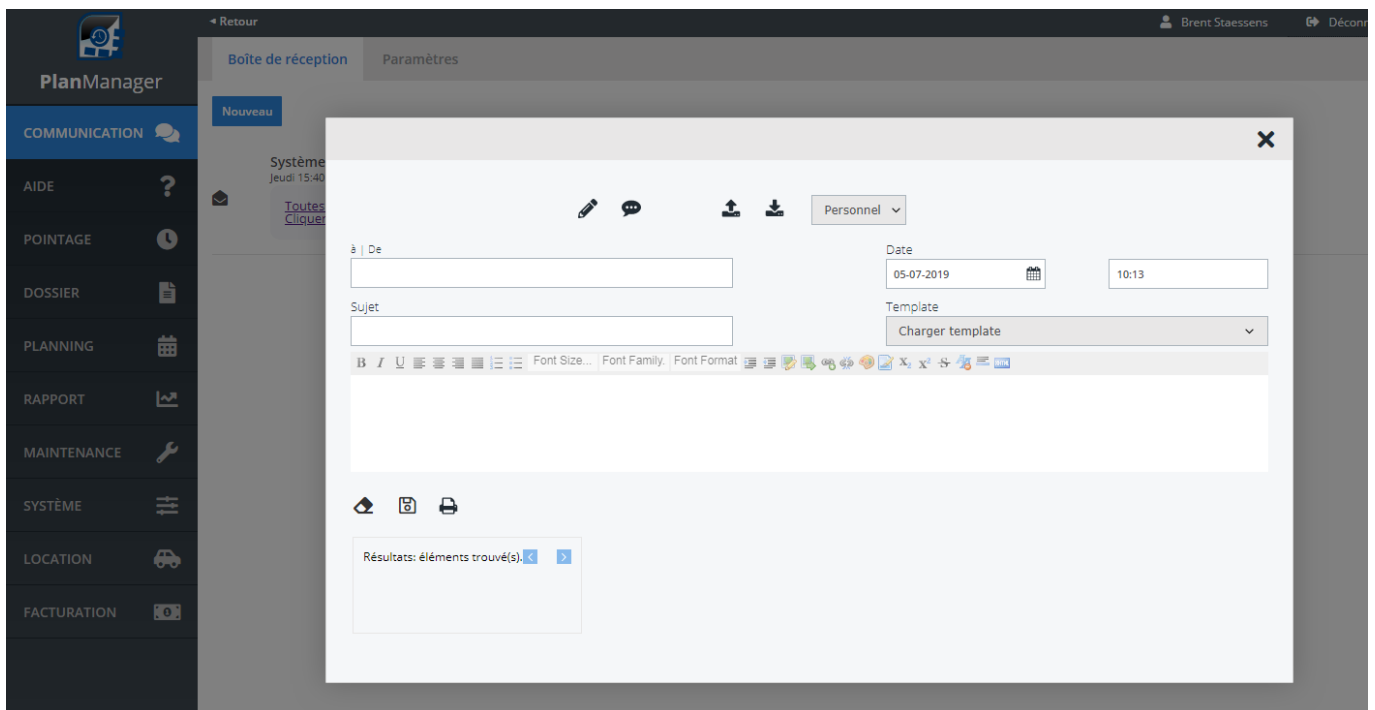 ◂ Retour
Brent Staessens
Déconn
PlanManager
Boîte de réception
Paramètres
Nouveau
COMMUNICATION
AIDE
POINTAGE
DOSSIER
PLANNING
RAPPORT
MAINTENANCE
SYSTÈME
LOCATION
FACTURATION
Système
Jeudi 15:40
Toutes
Cliquer
Personnel
à | De
Date
05-07-2019
10:13
Sujet
Template
Charger template
B I U Font Size... Font Family. Font Format X₂ X² S
Résultats: éléments trouvé(s). < >